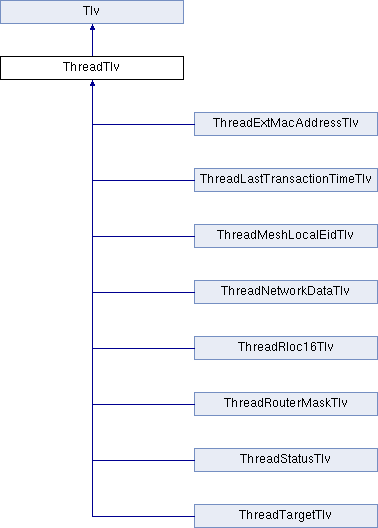 Tlv
ThreadTlv
ThreadExtMacAddressTlv
ThreadLastTransactionTimeTlv
ThreadMeshLocalEidTlv
ThreadNetworkDataTlv
ThreadRloc16Tlv
ThreadRouterMaskTlv
ThreadStatusTlv
ThreadTargetTlv